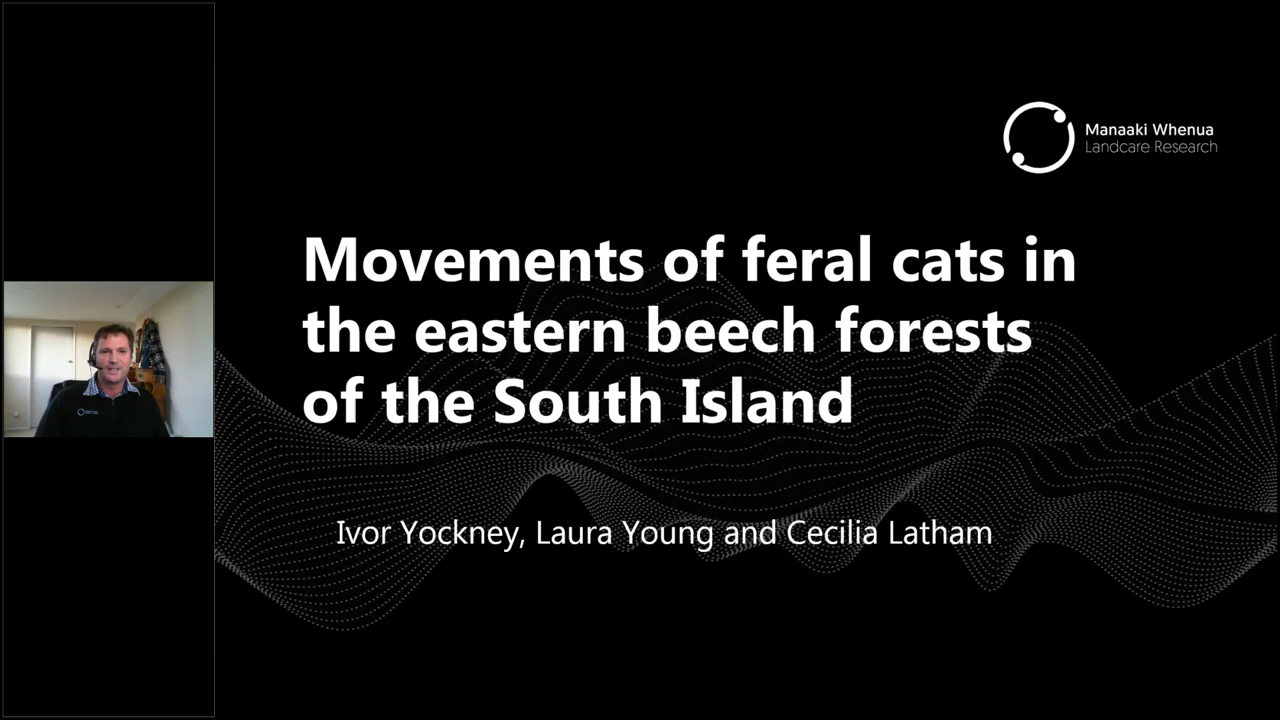 Manaaki Whenua
Landcare Research
Movements of feral cats in
the eastern beech forests
of the South Island
Ivor Yockney, Laura Young and Cecilia Latham